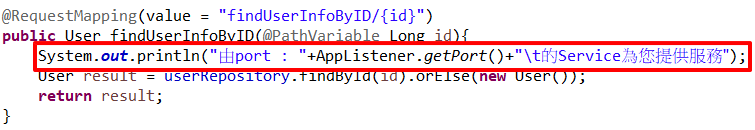 @RequestMapping(value = "findUserInfoByID/{id}")
public User findUserInfoByID(@PathVariable Long id){
System.out.println("由port : "+AppListener.getPort()+"\t的Service為您提供服務");
User result = userRepository.findById(id).orElse(new User());
return result;
}